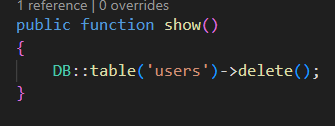 1 reference | 0 overrides
public function show()
{
DB::table('users')->delete();
}